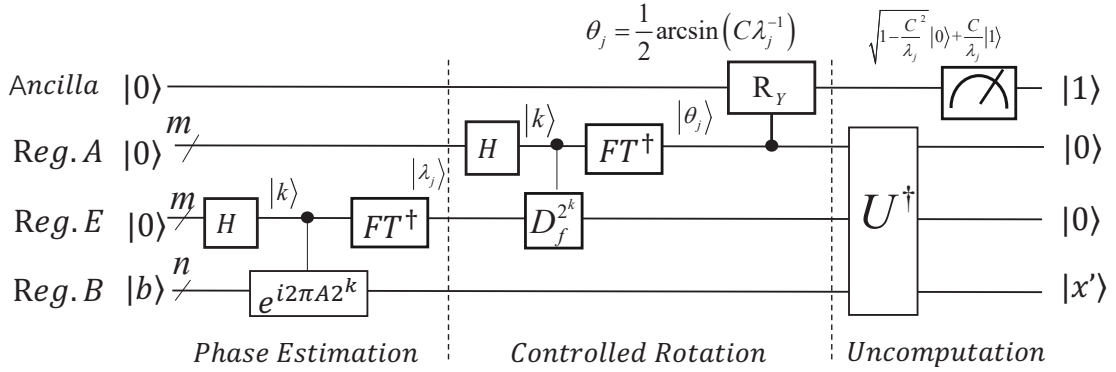 θ_j = 1/2 arcsin(Cλ_j^{-1})
√(1 - C²/λ_j) |0⟩ + C/λ_j |1⟩
Ancilla |0⟩ R_Y |1⟩
Reg. A |0⟩ m H |k⟩ FT† |θ_j⟩ |0⟩
Reg. E |0⟩ m H |k⟩ FT† |λ_j⟩ D_f^{2^k} U† |0⟩
Reg. B |b⟩ n e^{i2πA2^k} |x'⟩
Phase Estimation Controlled Rotation Uncomputation